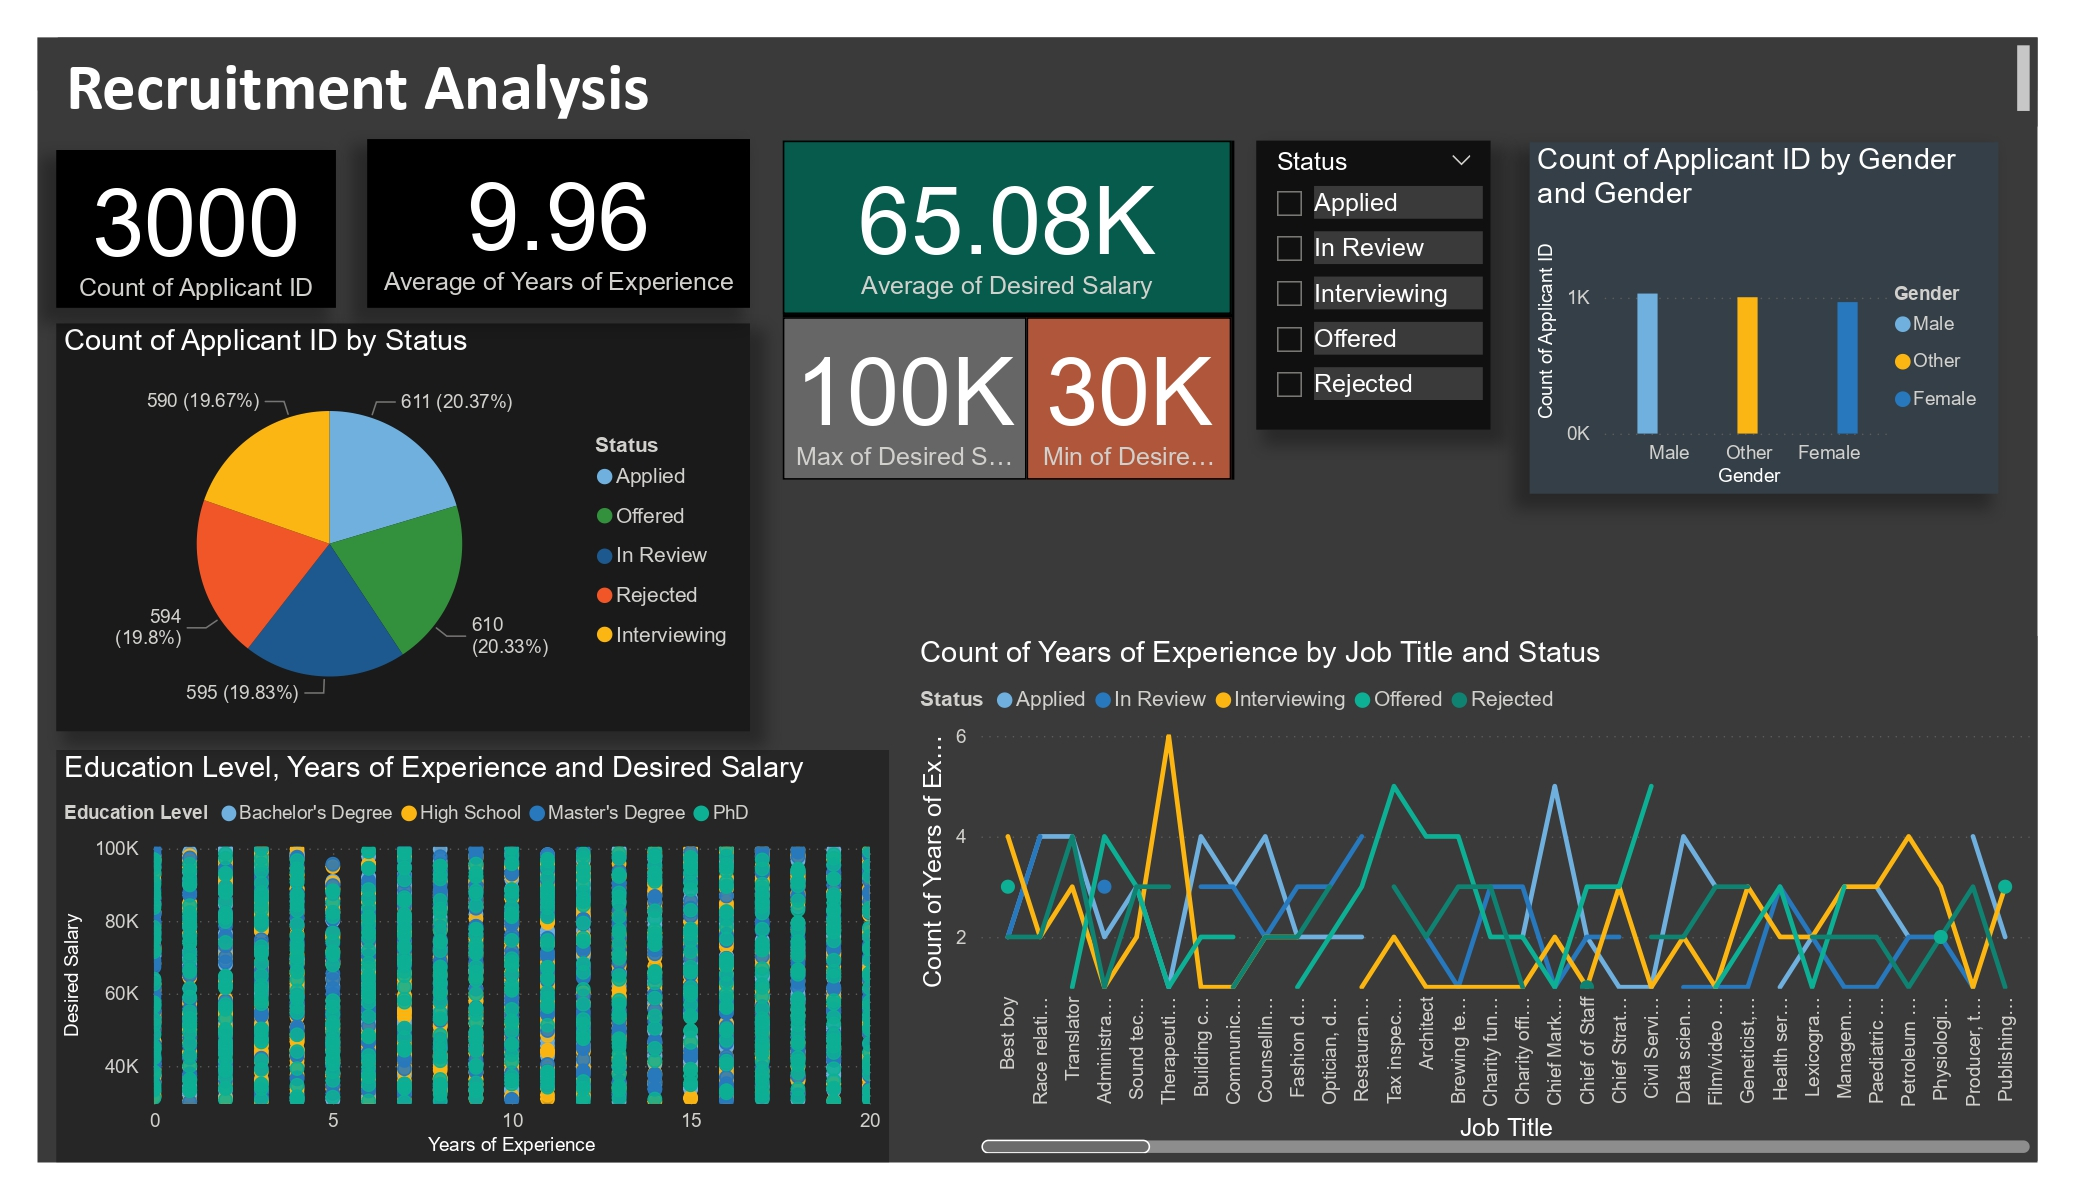 Recruitment Analysis
3000
Count of Applicant ID
9.96
Average of Years of Experience
65.08K
Average of Desired Salary
100K
Max of Desired S...
30K
Min of Desire...
Status
Applied
In Review
Interviewing
Offered
Rejected
Count of Applicant ID by Gender
and Gender
Count of Applicant ID
1K
0K
Male
Other
Female
Gender
Gender
Male
Other
Female
Count of Applicant ID by Status
590 (19.67%)
611 (20.37%)
594
(19.8%)
610
(20.33%)
595 (19.83%)
Status
Applied
Offered
In Review
Rejected
Interviewing
Count of Years of Experience by Job Title and Status
Status Applied In Review Interviewing Offered Rejected
Count of Years of Ex...
6
4
2
Best boy
Race relati...
Translator
Administra...
Sound tec...
Therapeuti...
Building c...
Communic...
Counsellin...
Fashion d...
Optician, d...
Restauran...
Tax inspec...
Architect
Brewing te...
Charity fun...
Charity offi...
Chief Mark...
Chief of Staff
Chief Strat...
Civil Servi...
Data scien...
Film/video ...
Geneticist,...
Health ser...
Lexicogra...
Managem...
Paediatric ...
Petroleum ...
Physiologi...
Producer, t...
Publishing...
Job Title
Education Level, Years of Experience and Desired Salary
Education Level Bachelor's Degree High School Master's Degree PhD
Desired Salary
100K
80K
60K
40K
0 5 10 15 20
Years of Experience